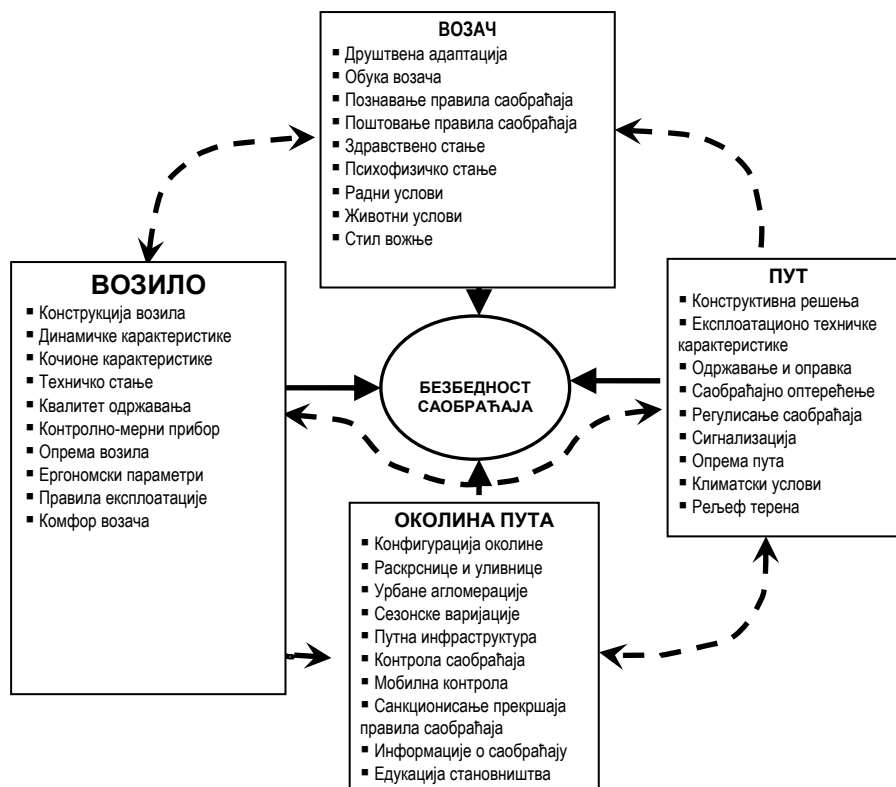 ВОЗАЧ
▪ Друштвена адаптација
▪ Обука возача
▪ Познавање правила саобраћаја
▪ Поштовање правила саобраћаја
▪ Здравствено стање
▪ Психофизичко стање
▪ Радни услови
▪ Животни услови
▪ Стил вожње
ВОЗИЛО
▪ Конструкција возила
▪ Динамичке карактеристике
▪ Кочионе карактеристике
▪ Техничко стање
▪ Квалитет одржавања
▪ Контролно-мерни прибор
▪ Опрема возила
▪ Ергономски параметри
▪ Правила експлоатације
▪ Комфор возача
БЕЗБЕДНОСТ
САОБРАЋАЈА
ПУТ
▪ Конструктивна решења
▪ Експлоатационо техничке
карактеристике
▪ Одржавање и оправка
▪ Саобраћајно оптерећење
▪ Регулисање саобраћаја
▪ Сигнализација
▪ Опрема пута
▪ Климатски услови
▪ Рељеф терена
ОКОЛИНА ПУТА
▪ Конфигурација околине
▪ Раскрснице и уливнице
▪ Урбане агломерације
▪ Сезонске варијације
▪ Путна инфраструктура
▪ Контрола саобраћаја
▪ Мобилна контрола
▪ Санкционисање прекршаја
правила саобраћаја
▪ Информације о саобраћају
▪ Едукација становништва